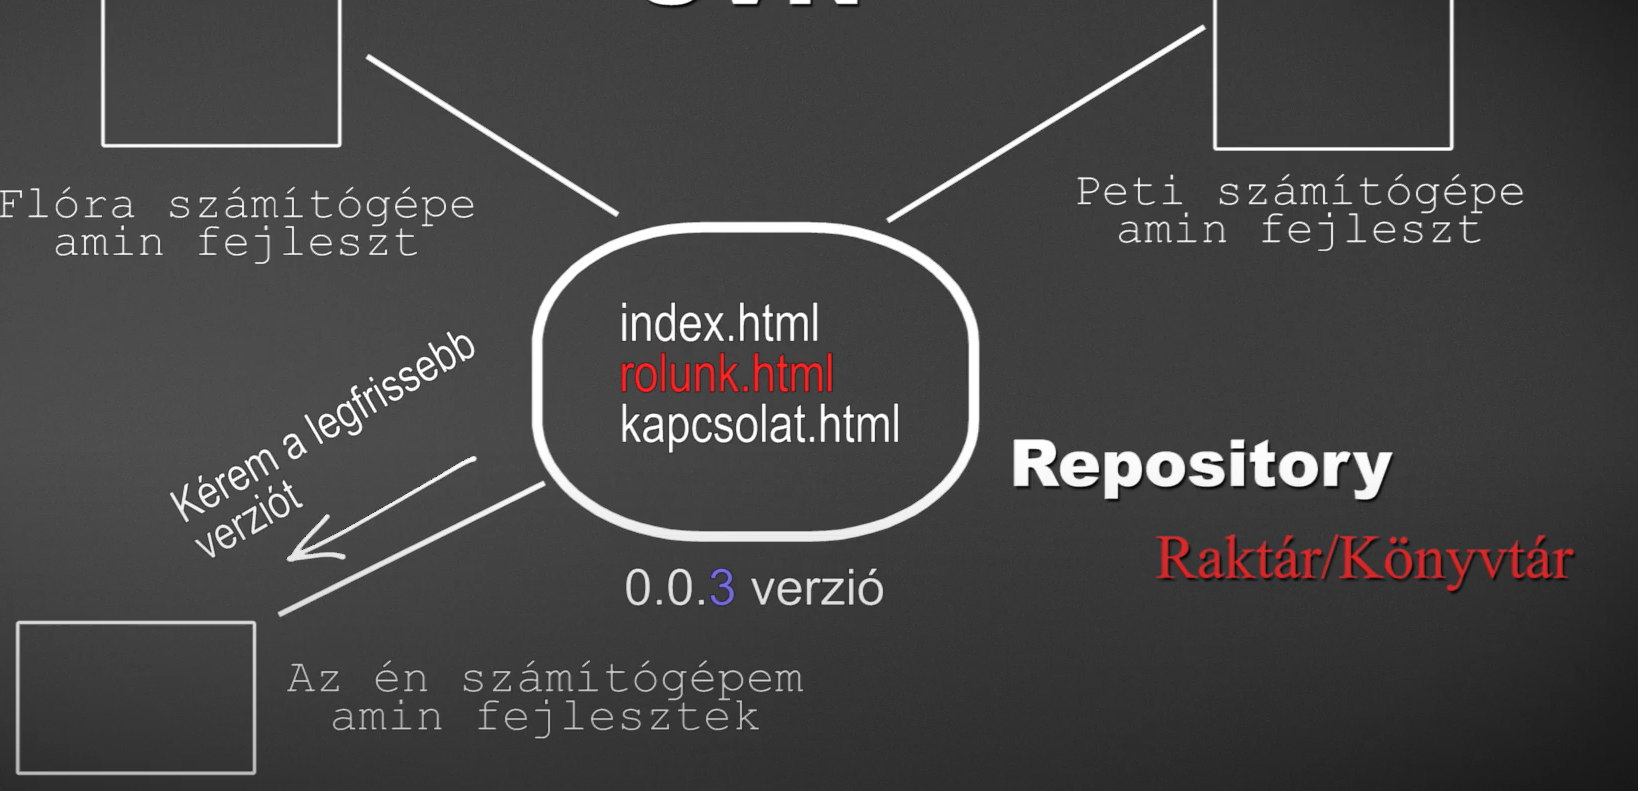 SVN
Flóra számítógépe
amin fejleszt
Peti számítógépe
amin fejleszt
index.html
rolunk.html
kapcsolat.html
Kérem a legfrissebb
verziót
Repository
Raktár/Könyvtár
0.0.3 verzió
Az én számítógépem
amin fejlesztek